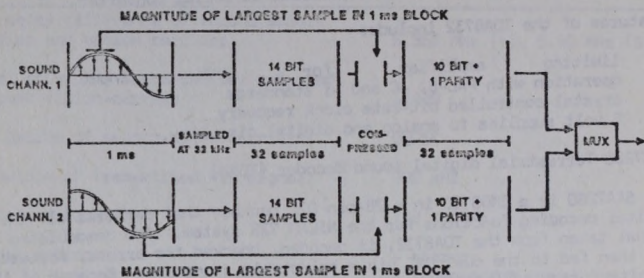 MAGNITUDE OF LARGEST SAMPLE IN 1 ms BLOCK
SOUND CHANN. 1
14 BIT SAMPLES
10 BIT + 1 PARITY
1 ms
SAMPLED AT 32 kHz
32 samples
COM-PRESSED
32 samples
MUX
SOUND CHANN. 2
14 BIT SAMPLES
10 BIT + 1 PARITY
MAGNITUDE OF LARGEST SAMPLE IN 1 ms BLOCK